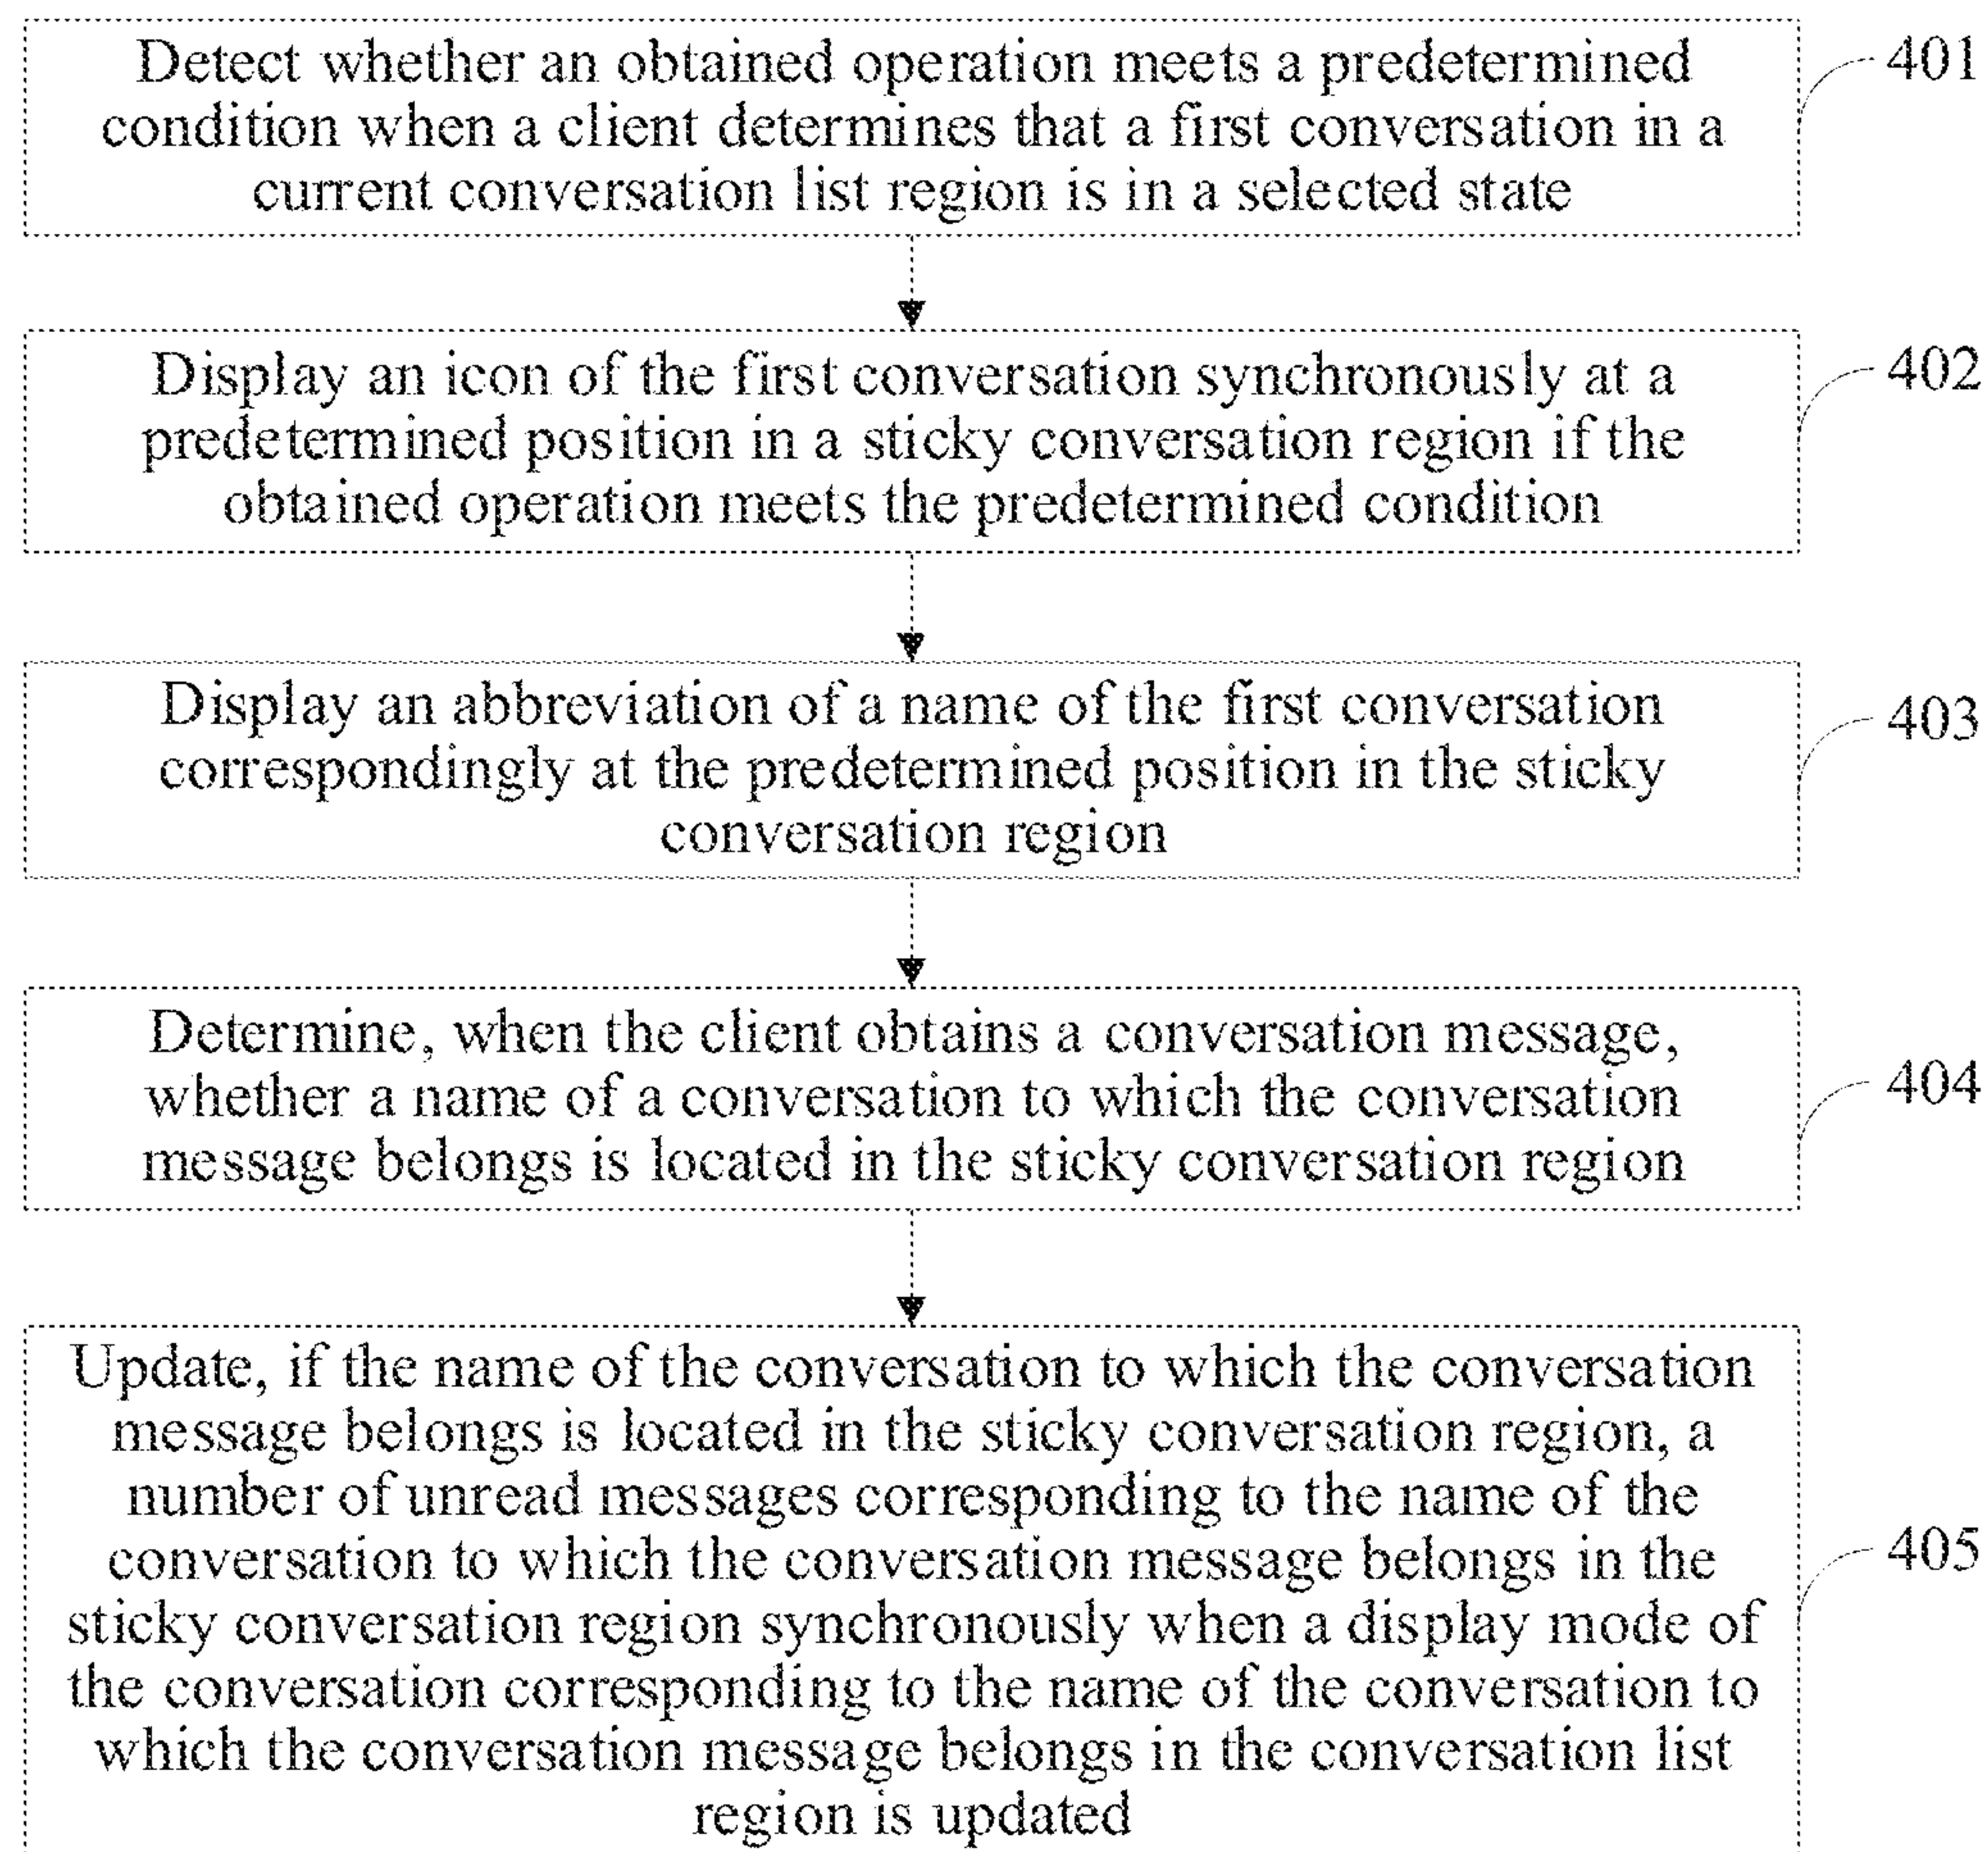 Detect whether an obtained operation meets a predetermined
condition when a client determines that a first conversation in a
current conversation list region is in a selected state
401
Display an icon of the first conversation synchronously at a
predetermined position in a sticky conversation region if the
obtained operation meets the predetermined condition
402
Display an abbreviation of a name of the first conversation
correspondingly at the predetermined position in the sticky
conversation region
403
Determine, when the client obtains a conversation message,
whether a name of a conversation to which the conversation
message belongs is located in the sticky conversation region
404
Update, if the name of the conversation to which the conversation
message belongs is located in the sticky conversation region, a
number of unread messages corresponding to the name of the
conversation to which the conversation message belongs in the
sticky conversation region synchronously when a display mode of
the conversation corresponding to the name of the conversation to
which the conversation message belongs in the conversation list
region is updated
405